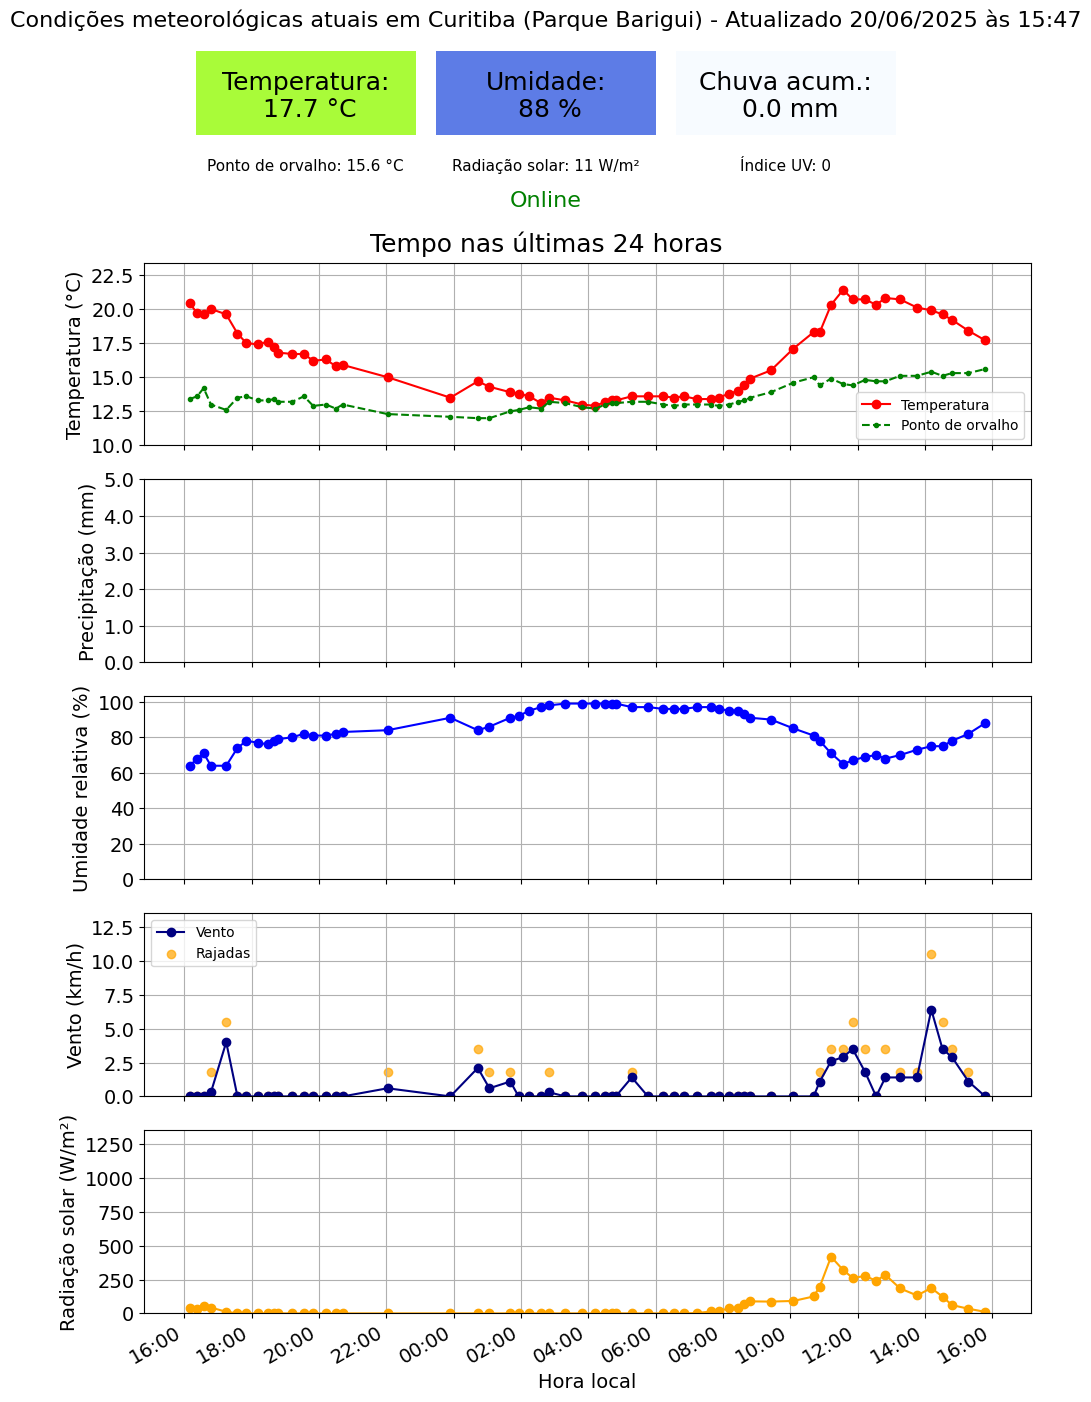 Condições meteorológicas atuais em Curitiba (Parque Barigui) - Atualizado 20/06/2025 às 15:47
Temperatura:
17.7 °C
Umidade:
88 %
Chuva acum.:
0.0 mm
Ponto de orvalho: 15.6 °C
Radiação solar: 11 W/m²
Índice UV: 0
Online
Tempo nas últimas 24 horas
Temperatura (°C)
22.5
20.0
17.5
15.0
12.5
10.0
Temperatura
Ponto de orvalho
Precipitação (mm)
5.0
4.0
3.0
2.0
1.0
0.0
Umidade relativa (%)
100
80
60
40
20
0
Vento (km/h)
12.5
10.0
7.5
5.0
2.5
0.0
Vento
Rajadas
Radiação solar (W/m²)
1250
1000
750
500
250
0
16:00
18:00
20:00
22:00
00:00
02:00
04:00
06:00
08:00
10:00
12:00
14:00
16:00
Hora local